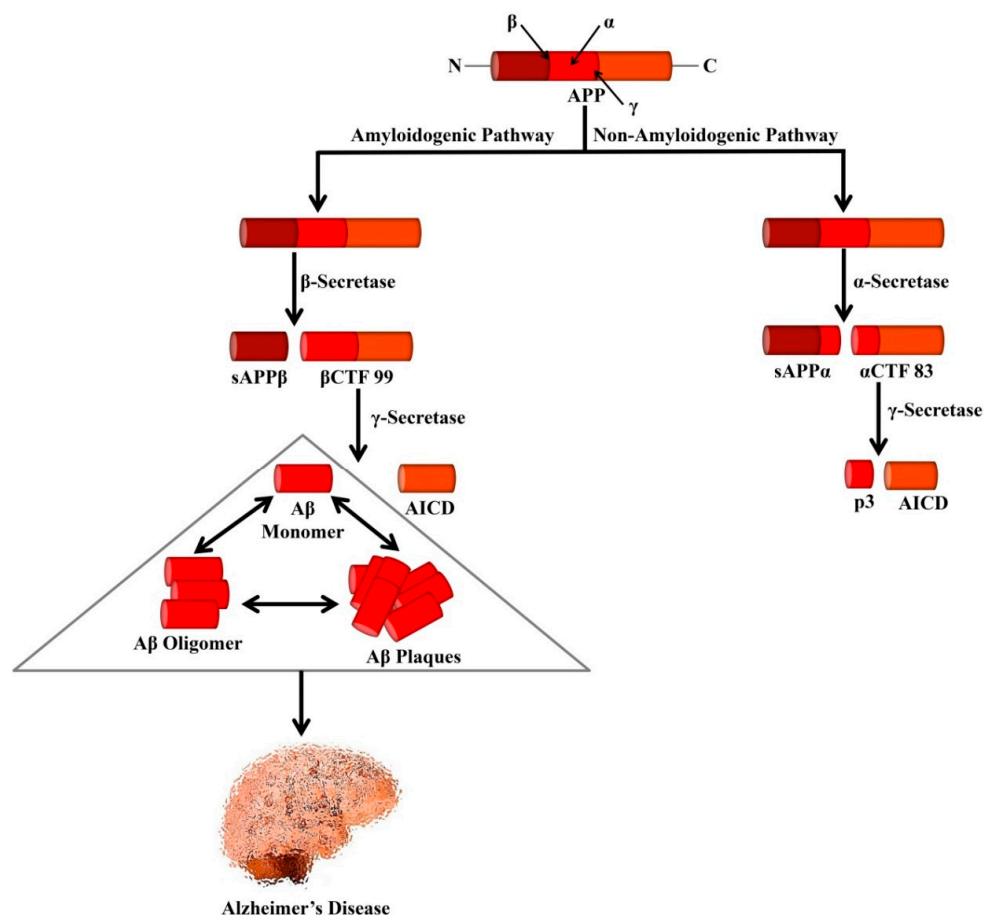 β α
N C
APP
γ
Amyloidogenic Pathway Non-Amyloidogenic Pathway
β-Secretase α-Secretase
sAPPβ βCTF 99 sAPPα αCTF 83
γ-Secretase γ-Secretase
Aβ
Monomer
AICD
p3 AICD
Aβ Oligomer Aβ Plaques
Alzheimer’s Disease